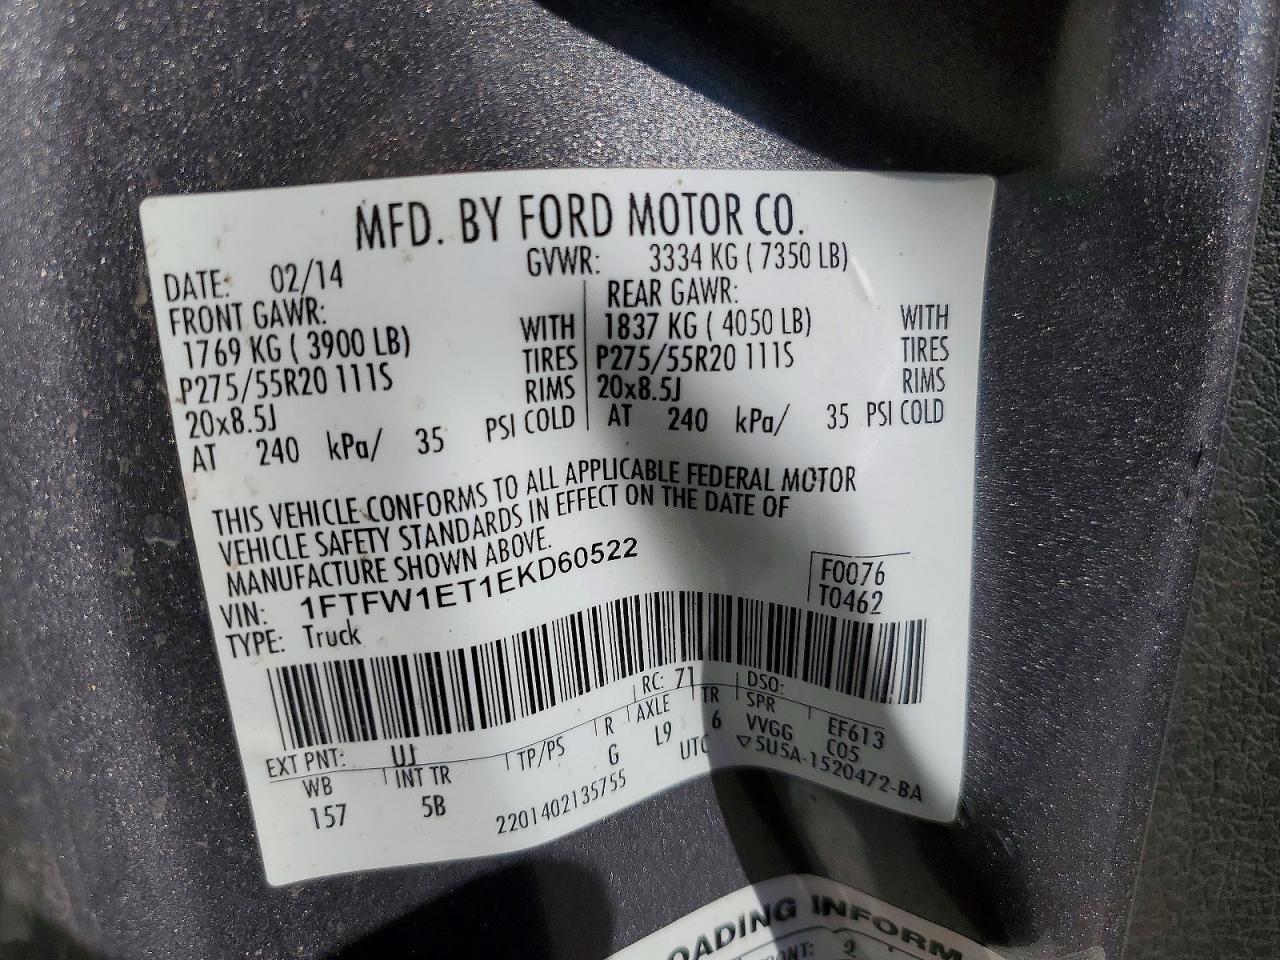 MFD. BY FORD MOTOR CO.
DATE: 02/14 GVWR: 3334 KG ( 7350 LB)
FRONT GAWR: REAR GAWR:
1769 KG ( 3900 LB) WITH 1837 KG ( 4050 LB) WITH
P275/55R20 111S TIRES P275/55R20 111S TIRES
20x8.5J RIMS 20x8.5J RIMS
AT 240 kPa/ 35 PSI COLD AT 240 kPa/ 35 PSI COLD
THIS VEHICLE CONFORMS TO ALL APPLICABLE FEDERAL MOTOR
VEHICLE SAFETY STANDARDS IN EFFECT ON THE DATE OF
MANUFACTURE SHOWN ABOVE.
VIN: 1FTFW1ET1EKD60522 F0076
TYPE: Truck T0462
EXT PNT: UJ RC: 71 DSO:
WB INT TR TP/PS R AXLE TR SPR EF613
157 5B G L9 6 VVGG C05
2201402135755 UTC ▽5U5A-1520472-BA
OADING INFORM
ONT: 2